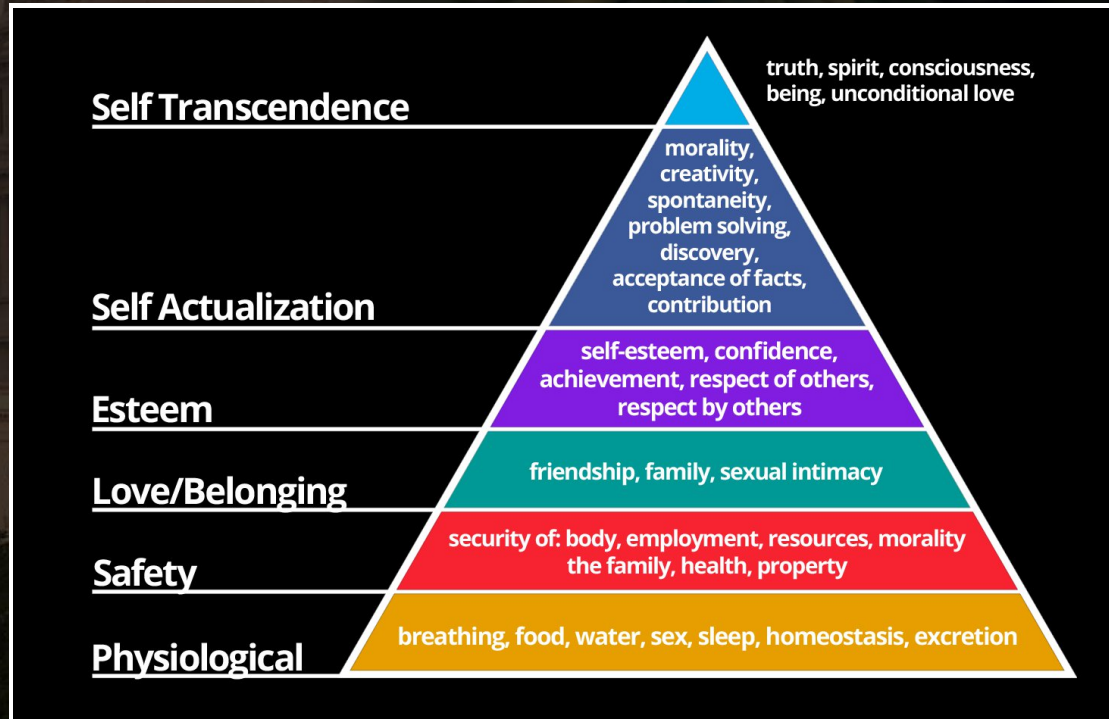 truth, spirit, consciousness,
being, unconditional love
Self Transcendence
morality,
creativity,
spontaneity,
problem solving,
discovery,
acceptance of facts,
contribution
Self Actualization
self-esteem, confidence,
achievement, respect of others,
respect by others
Esteem
friendship, family, sexual intimacy
Love/Belonging
security of: body, employment, resources, morality
the family, health, property
Safety
breathing, food, water, sex, sleep, homeostasis, excretion
Physiological